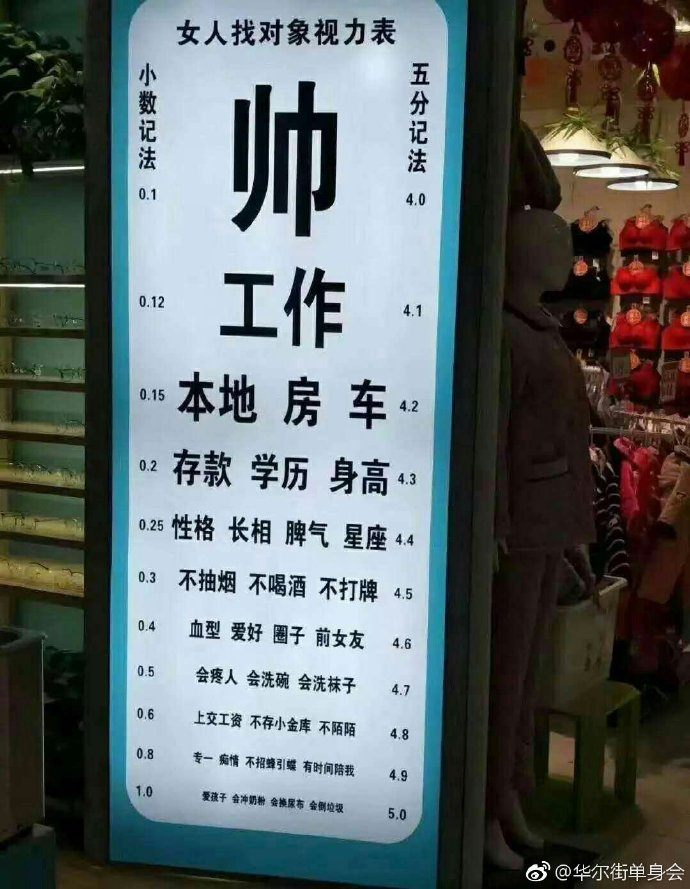 女人找对象视力表
小数记法 五分记法
帅
0.1 4.0
0.12 工作 4.1
0.15 本地 房 车 4.2
0.2 存款 学历 身高 4.3
0.25 性格 长相 脾气 星座 4.4
0.3 不抽烟 不喝酒 不打牌 4.5
0.4 血型 爱好 圈子 前女友 4.6
0.5 会疼人 会洗碗 会洗袜子 4.7
0.6 上交工资 不存小金库 不陌陌 4.8
0.8 专一 痴情 不招蜂引蝶 有时间陪我 4.9
1.0 爱孩子 会冲奶粉 会换尿布 会倒垃圾 5.0
@华尔街单身会